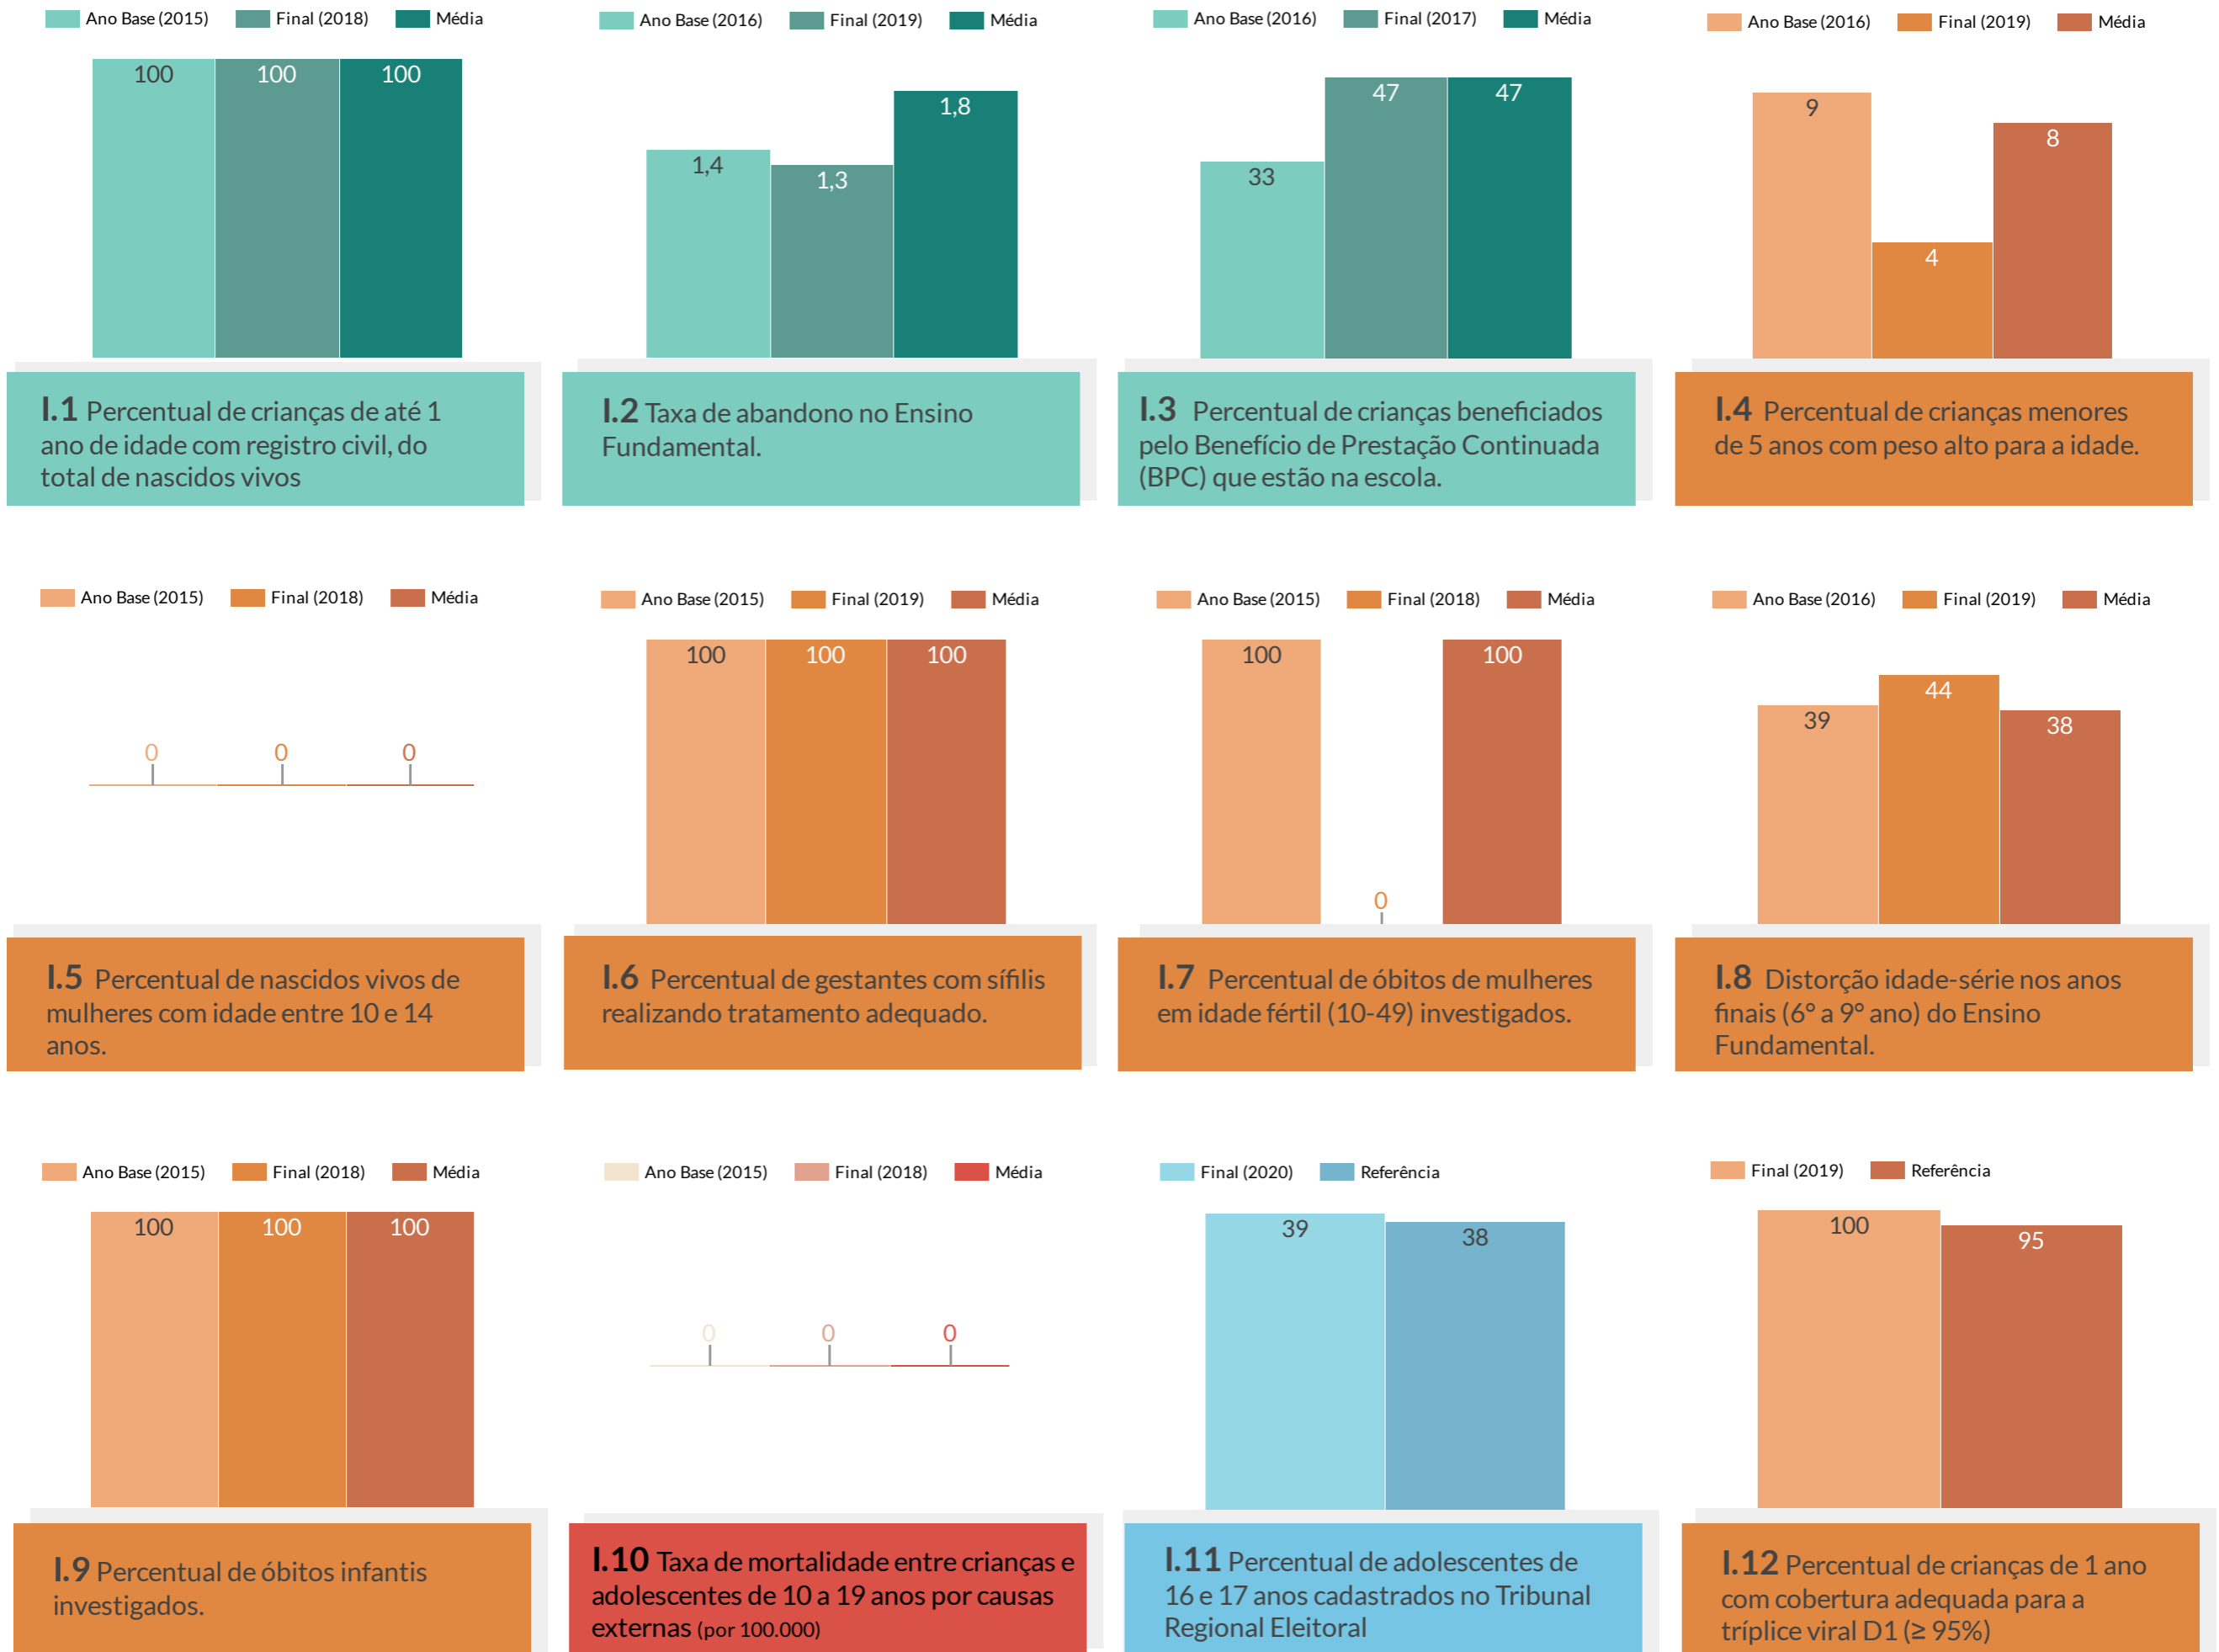 Ano Base (2015) Final (2018) Média
100 100 100
I.1 Percentual de crianças de até 1
ano de idade com registro civil, do
total de nascidos vivos
Ano Base (2016) Final (2019) Média
1,4 1,3 1,8
I.2 Taxa de abandono no Ensino
Fundamental.
Ano Base (2016) Final (2017) Média
33 47 47
I.3 Percentual de crianças beneficiados
pelo Benefício de Prestação Continuada
(BPC) que estão na escola.
Ano Base (2016) Final (2019) Média
9 4 8
I.4 Percentual de crianças menores
de 5 anos com peso alto para a idade.
Ano Base (2015) Final (2018) Média
0 0 0
I.5 Percentual de nascidos vivos de
mulheres com idade entre 10 e 14
anos.
Ano Base (2015) Final (2019) Média
100 100 100
I.6 Percentual de gestantes com sífilis
realizando tratamento adequado.
Ano Base (2015) Final (2018) Média
100 0 100
I.7 Percentual de óbitos de mulheres
em idade fértil (10-49) investigados.
Ano Base (2016) Final (2019) Média
39 44 38
I.8 Distorção idade-série nos anos
finais (6° a 9° ano) do Ensino
Fundamental.
Ano Base (2015) Final (2018) Média
100 100 100
I.9 Percentual de óbitos infantis
investigados.
Ano Base (2015) Final (2018) Média
0 0 0
I.10 Taxa de mortalidade entre crianças e
adolescentes de 10 a 19 anos por causas
externas (por 100.000)
Final (2020) Referência
39 38
I.11 Percentual de adolescentes de
16 e 17 anos cadastrados no Tribunal
Regional Eleitoral
Final (2019) Referência
100 95
I.12 Percentual de crianças de 1 ano
com cobertura adequada para a
tríplice viral D1 (≥ 95%)